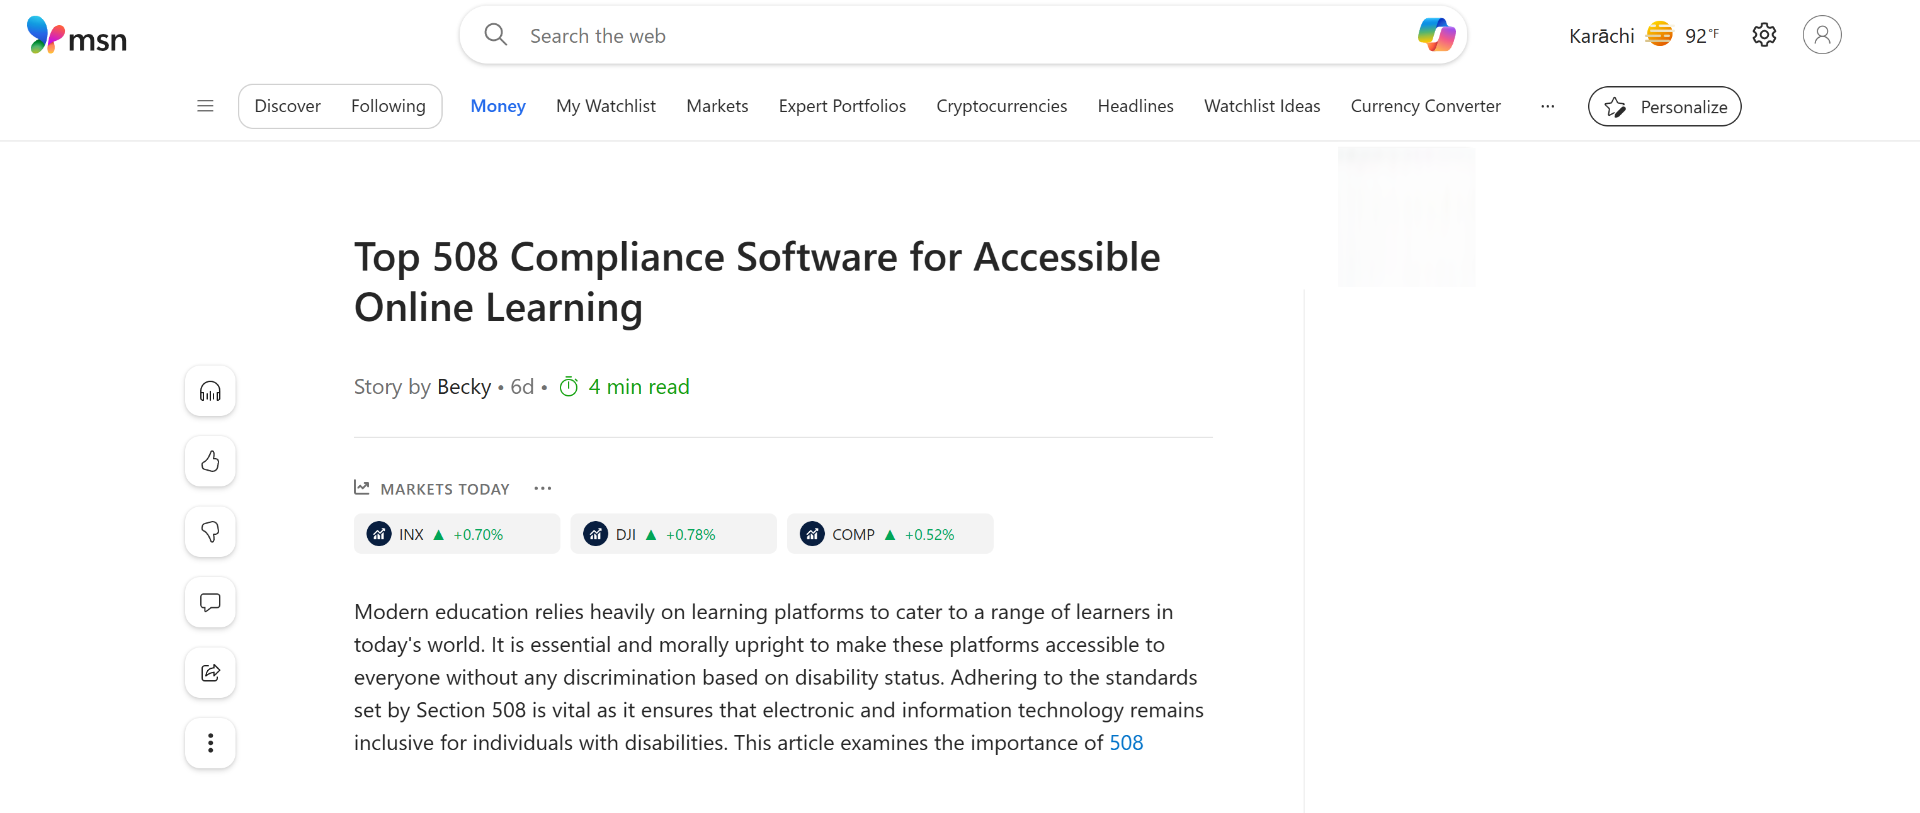 msn
Search the web
Karāchi 92°F
Discover Following Money My Watchlist Markets Expert Portfolios Cryptocurrencies Headlines Watchlist Ideas Currency Converter ... Personalize
Top 508 Compliance Software for Accessible
Online Learning
Story by Becky • 6d • 4 min read
MARKETS TODAY ...
INX ▲ +0.70% DJI ▲ +0.78% COMP ▲ +0.52%
Modern education relies heavily on learning platforms to cater to a range of learners in
today's world. It is essential and morally upright to make these platforms accessible to
everyone without any discrimination based on disability status. Adhering to the standards
set by Section 508 is vital as it ensures that electronic and information technology remains
inclusive for individuals with disabilities. This article examines the importance of 508